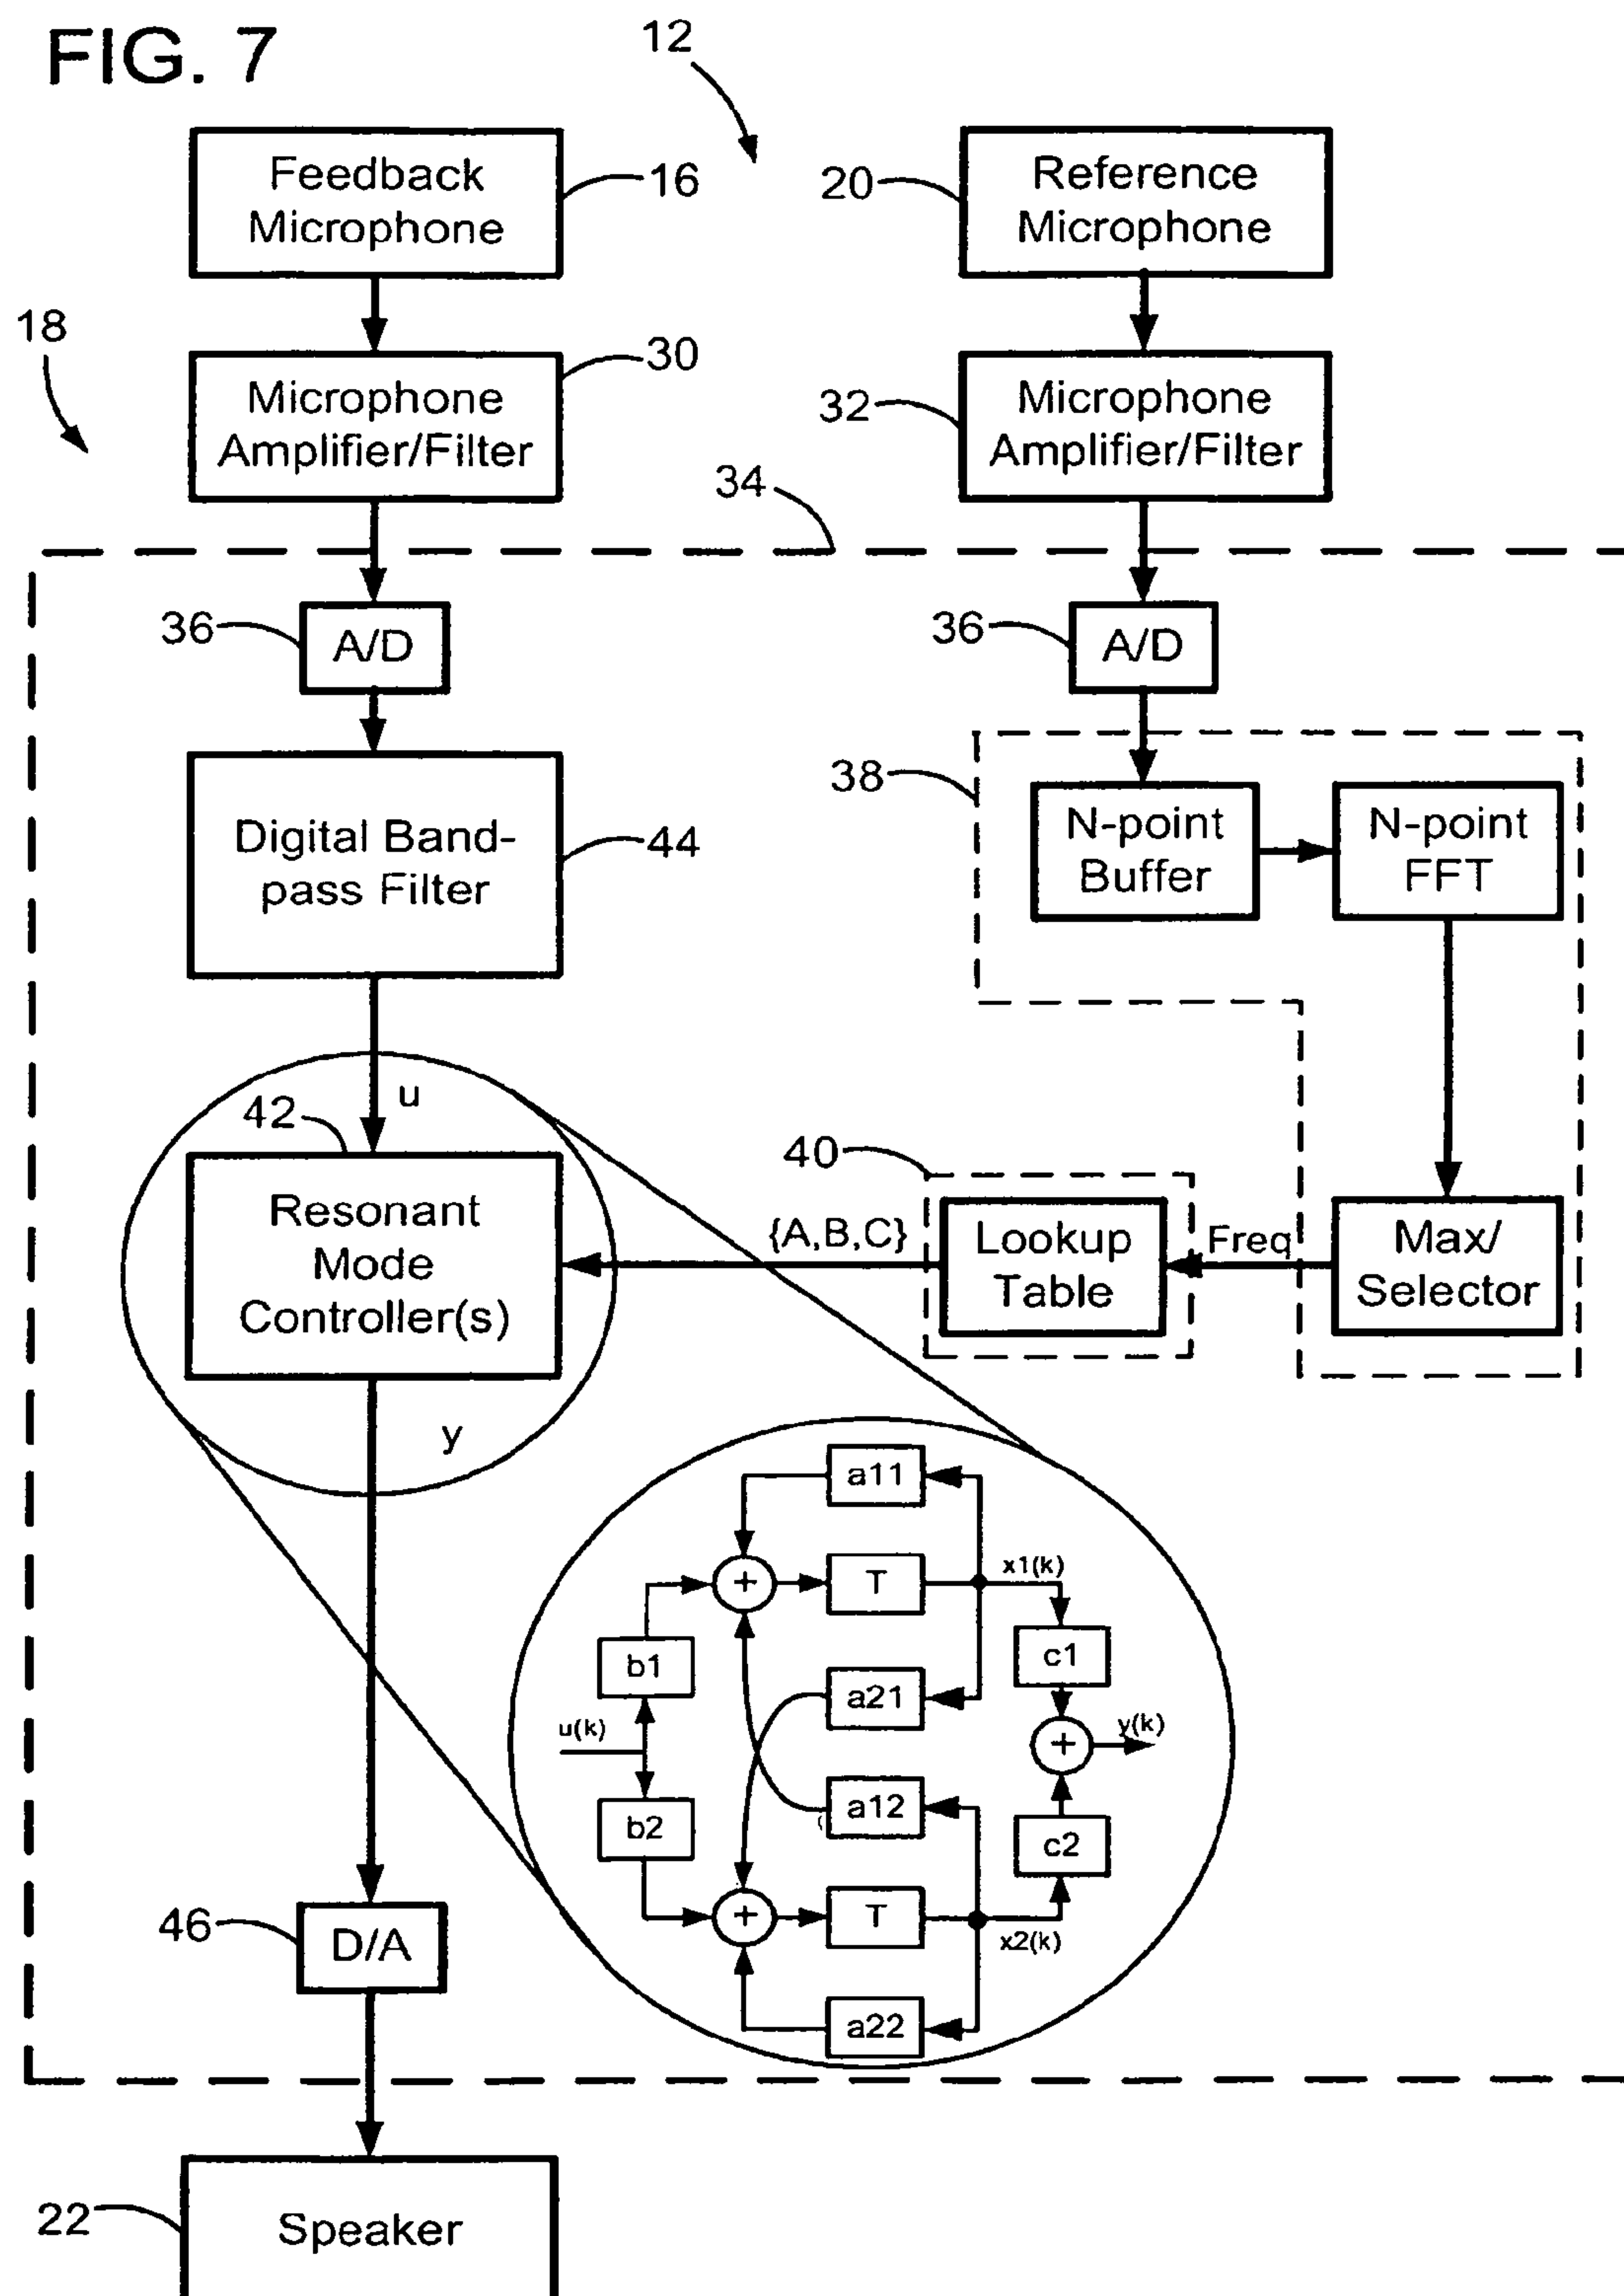 FIG. 7
12
Feedback
Microphone
16
20
Reference
Microphone
18
Microphone
Amplifier/Filter
30
32
Microphone
Amplifier/Filter
34
36
A/D
36
A/D
38
N-point
Buffer
N-point
FFT
Digital Band-
pass Filter
44
u
42
Resonant
Mode
Controller(s)
{A,B,C}
40
Lookup
Table
Freq
Max/
Selector
y
a11
+
T
x1(k)
b1
c1
a21
u(k)
+
y(k)
a12
b2
c2
+
T
x2(k)
a22
46
D/A
22
Speaker